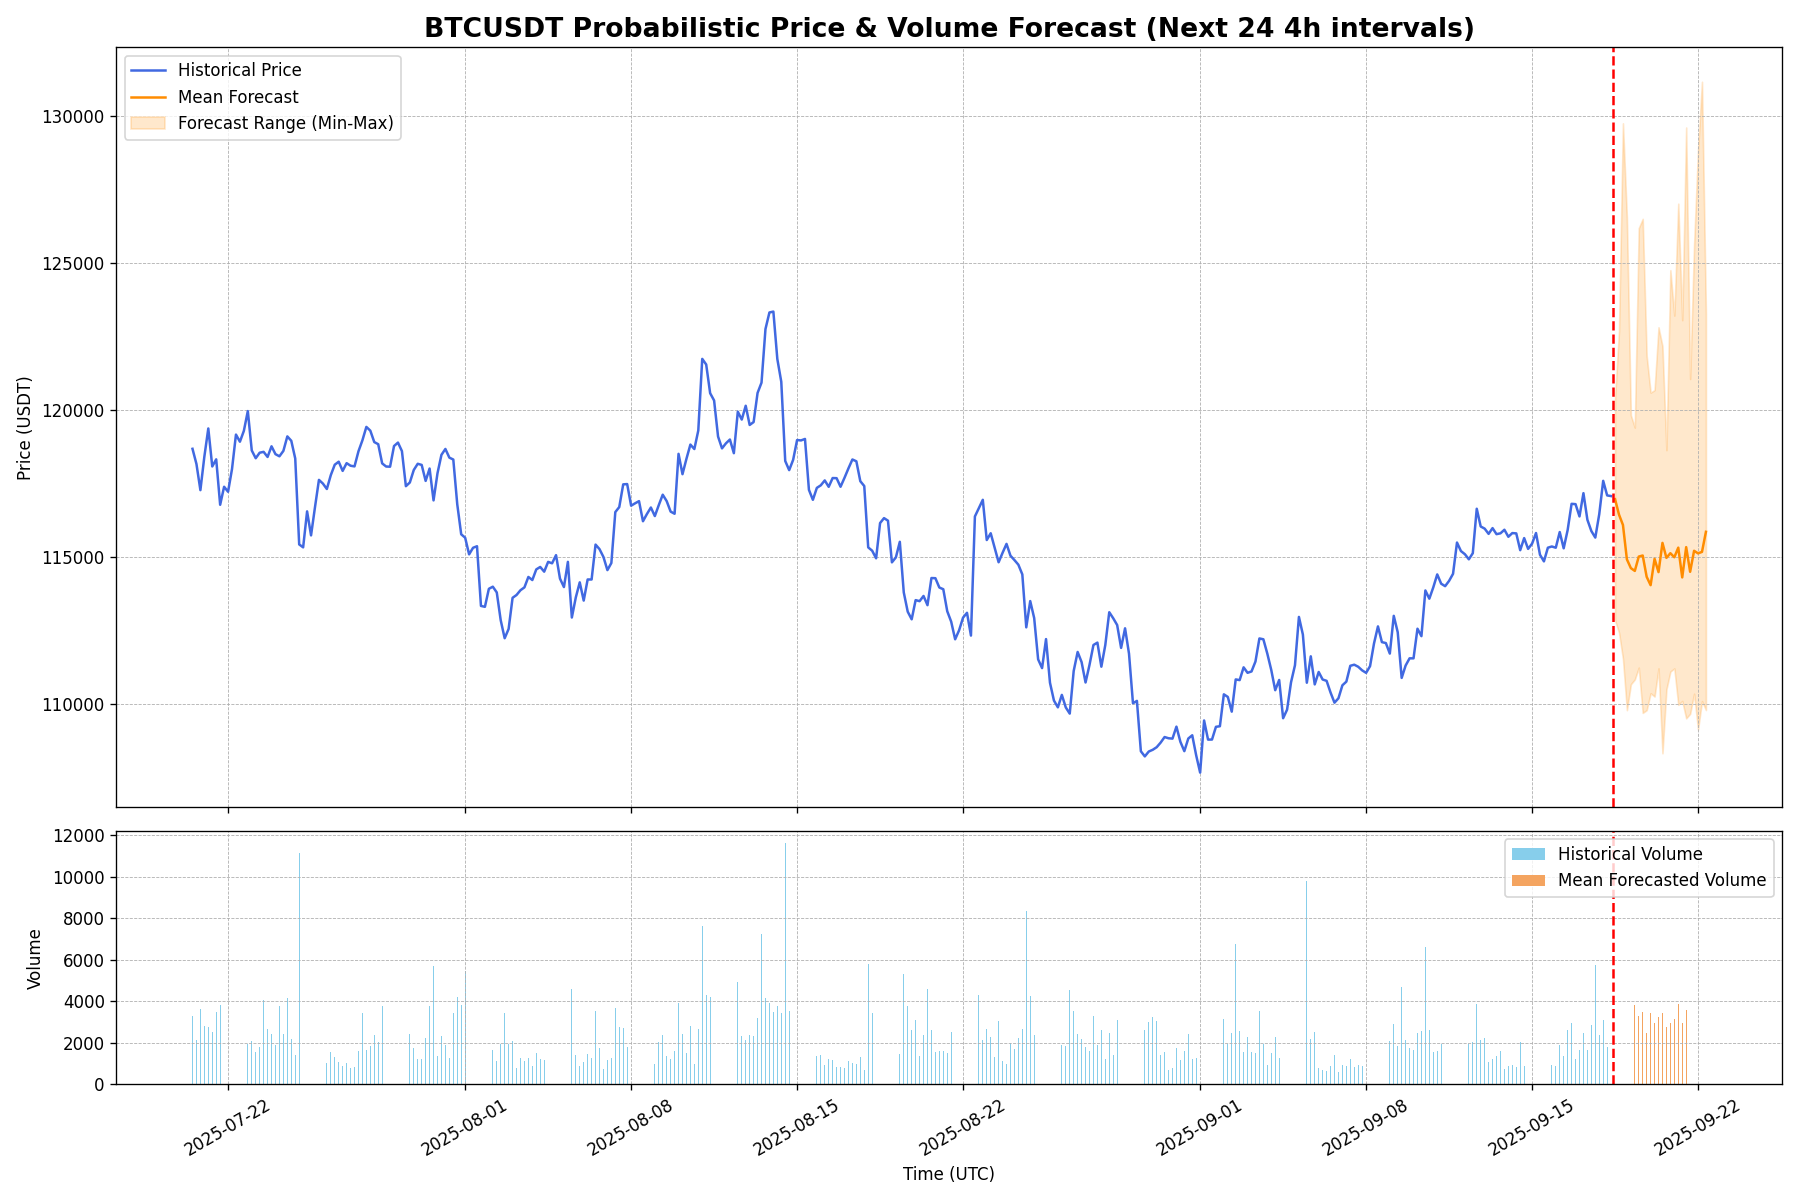 BTCUSDT Probabilistic Price & Volume Forecast (Next 24 4h intervals)
Historical Price
Mean Forecast
Forecast Range (Min-Max)
130000
125000
120000
115000
110000
Price (USDT)
Historical Volume
Mean Forecasted Volume
12000
10000
8000
6000
4000
2000
0
Volume
2025-07-22
2025-08-01
2025-08-08
2025-08-15
2025-08-22
2025-09-01
2025-09-08
2025-09-15
2025-09-22
Time (UTC)